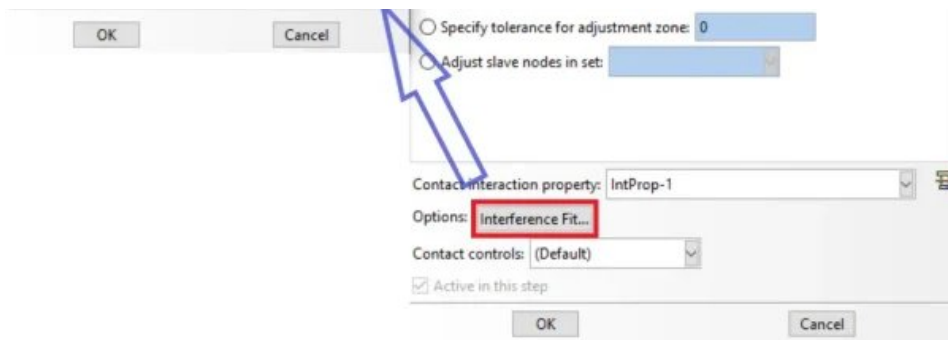 OK Cancel
Specify tolerance for adjustment zone: 0
Adjust slave nodes in set:
Contact interaction property: IntProp-1
Options: Interference Fit...
Contact controls: (Default)
Active in this step
OK Cancel